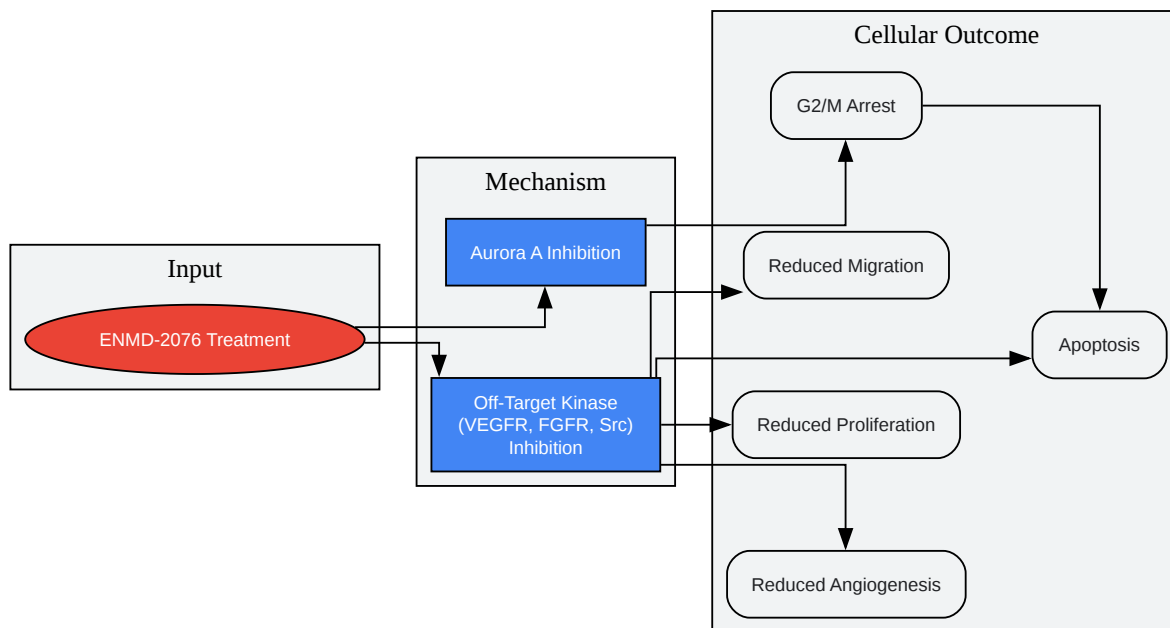 Input
ENMD-2076 Treatment
Mechanism
Aurora A Inhibition
Off-Target Kinase
(VEGFR, FGFR, Src)
Inhibition
Cellular Outcome
G2/M Arrest
Reduced Migration
Apoptosis
Reduced Proliferation
Reduced Angiogenesis